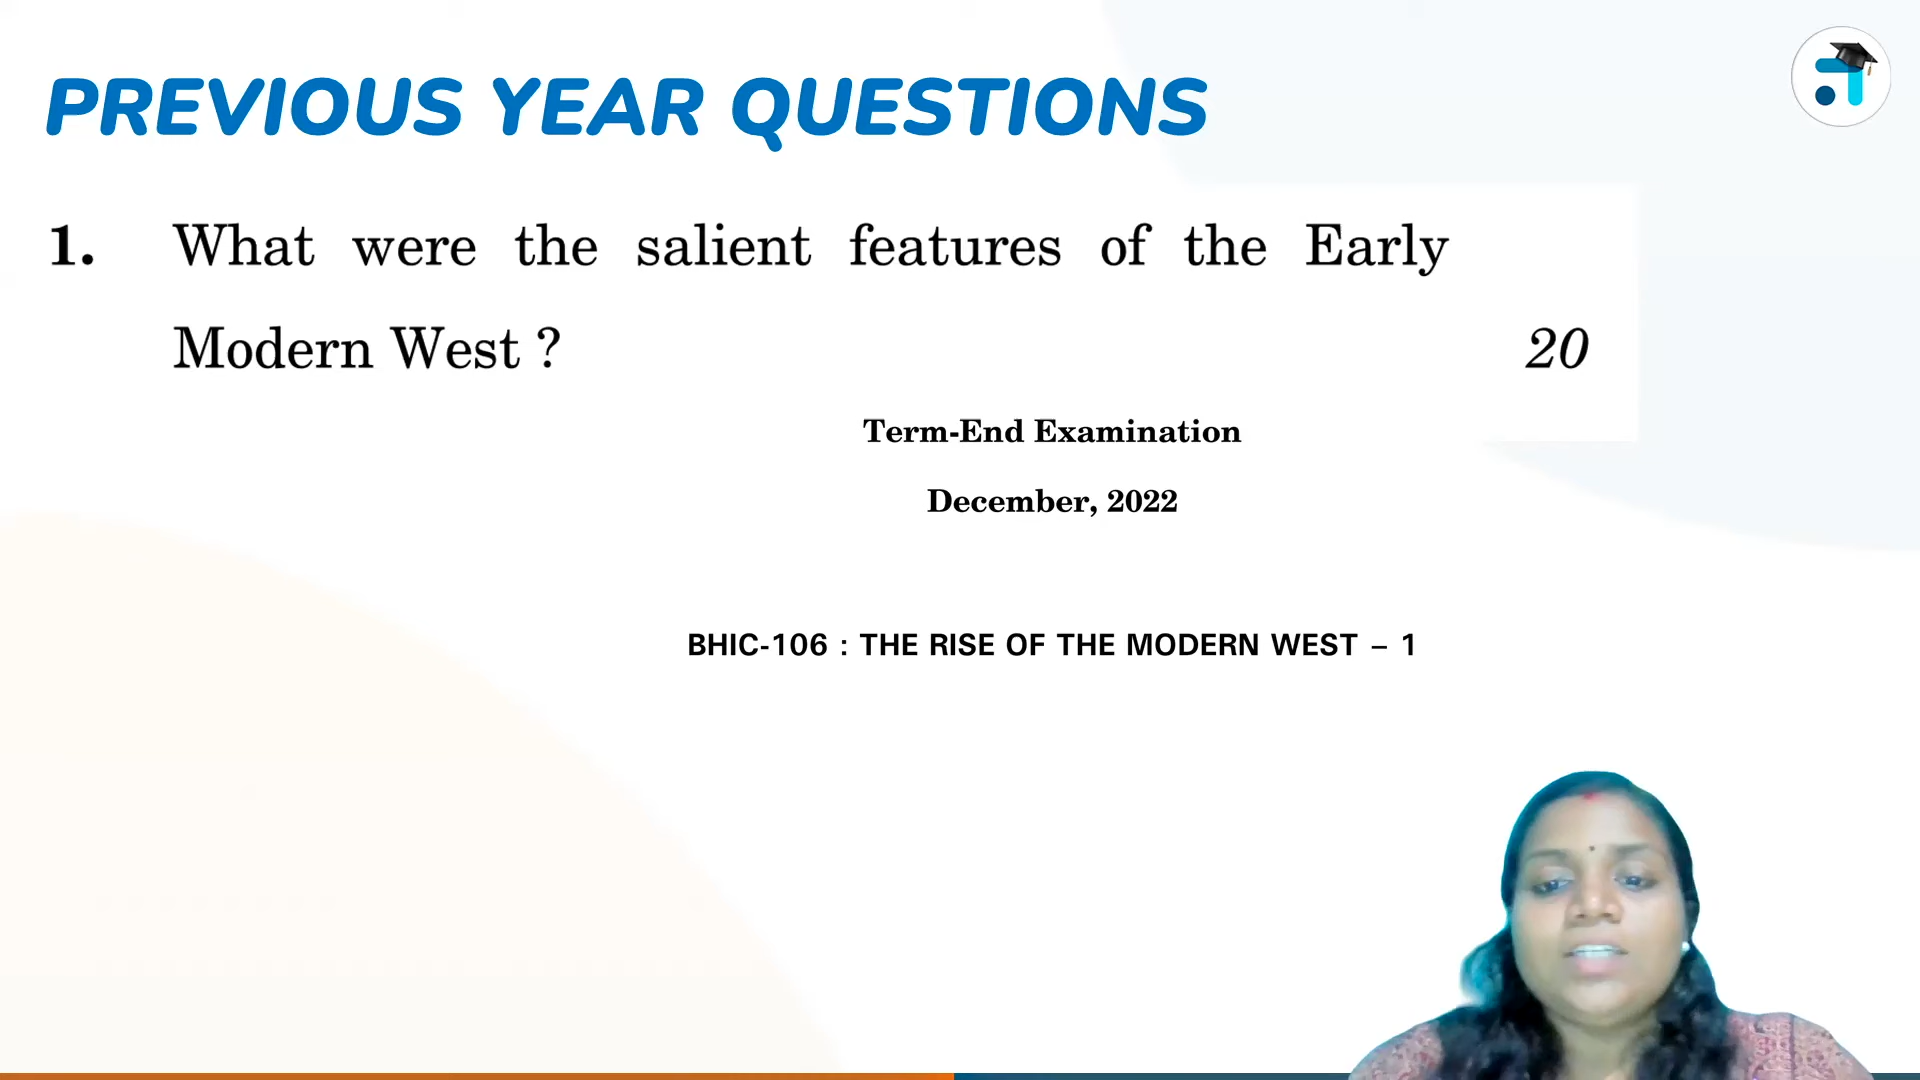 PREVIOUS YEAR QUESTIONS
1. What were the salient features of the Early
Modern West ? 20
Term-End Examination
December, 2022
BHIC-106 : THE RISE OF THE MODERN WEST – 1